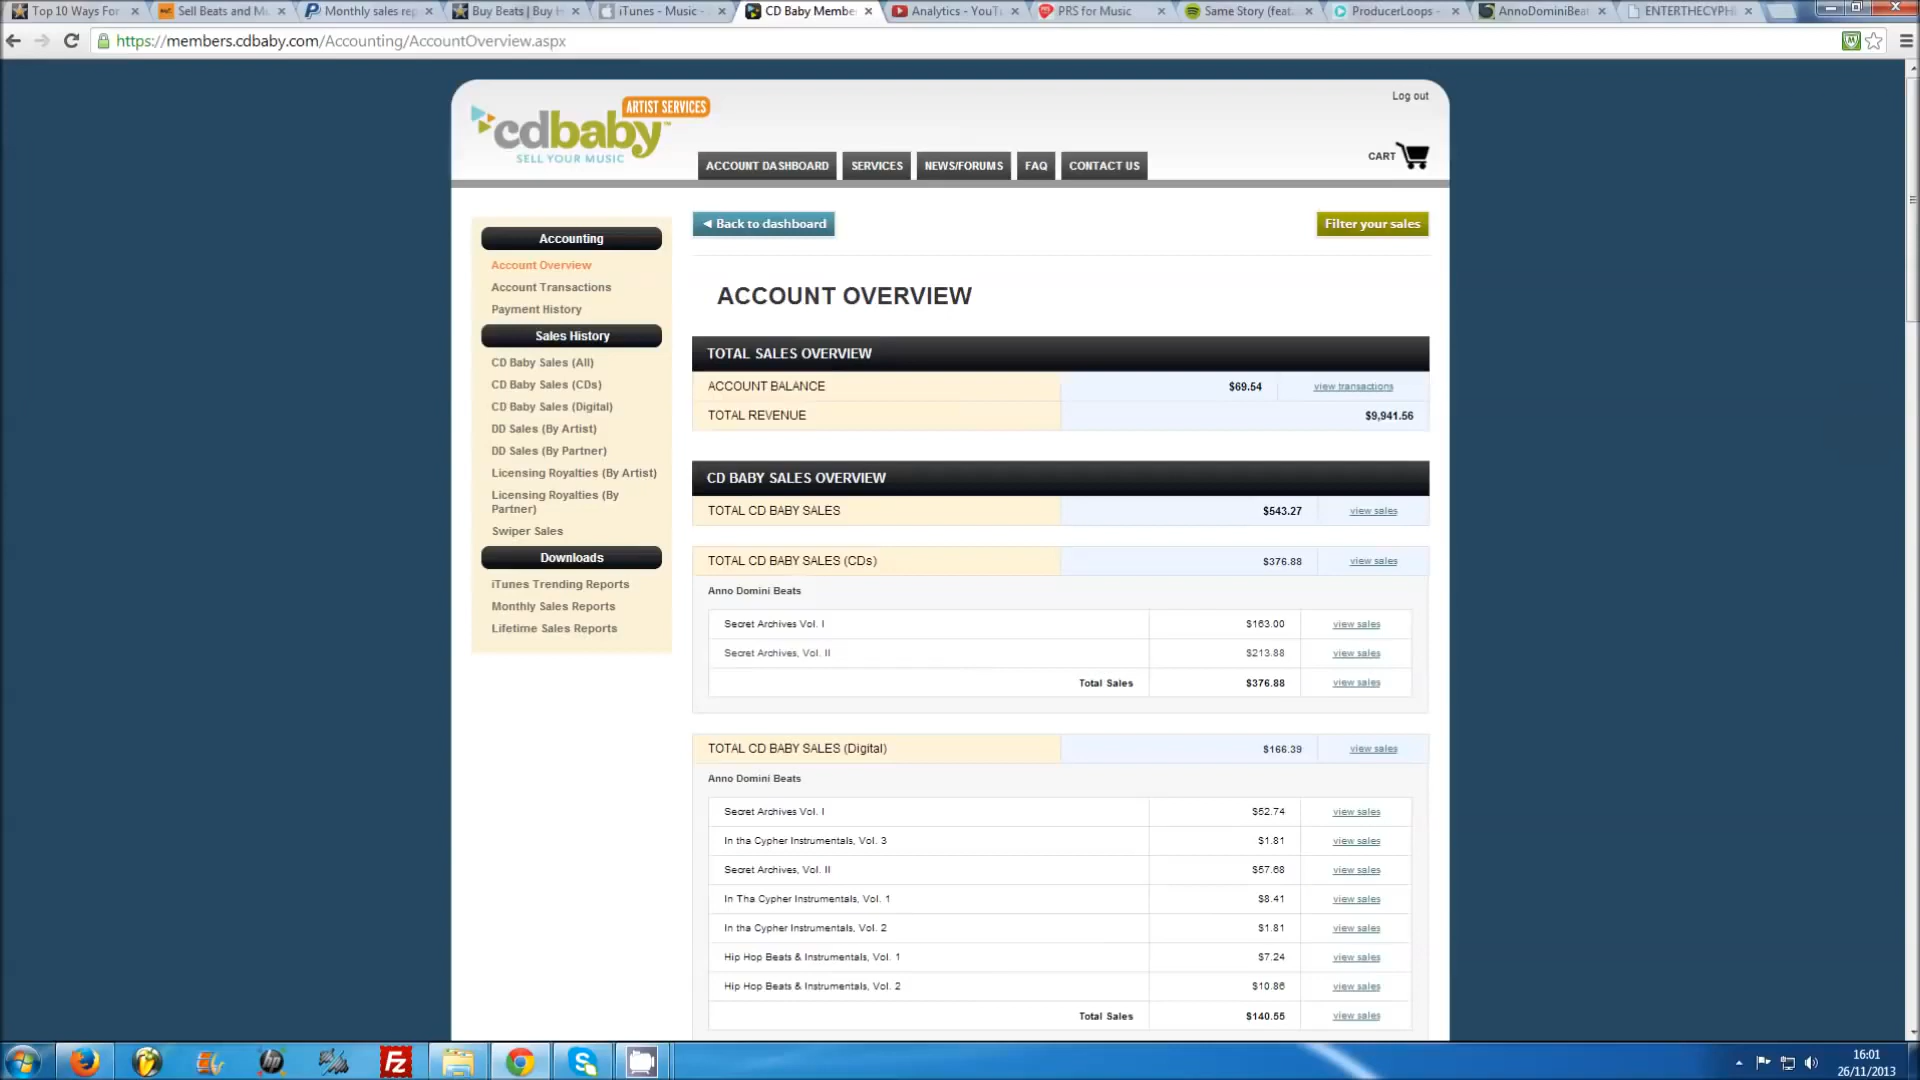 Top 10 Ways For
Sell Beats and Mu
Monthly sales rep
Buy Beats | Buy H
iTunes - Music -
CD Baby Membe
Analytics - YouTu
PRS for Music
Same Story (feat.
ProducerLoops -
AnnoDominiBeat
ENTERTHECYPH
https://members.cdbaby.com/Accounting/AccountOverview.aspx
Log out
ARTIST SERVICES
cdbaby
SELL YOUR MUSIC
CART
ACCOUNT DASHBOARD
SERVICES
NEWS/FORUMS
FAQ
CONTACT US
Accounting
Account Overview
Account Transactions
Payment History
Sales History
CD Baby Sales (All)
CD Baby Sales (CDs)
CD Baby Sales (Digital)
DD Sales (By Artist)
DD Sales (By Partner)
Licensing Royalties (By Artist)
Licensing Royalties (By
Partner)
Swiper Sales
Downloads
iTunes Trending Reports
Monthly Sales Reports
Lifetime Sales Reports
◄ Back to dashboard
Filter your sales
ACCOUNT OVERVIEW
TOTAL SALES OVERVIEW
ACCOUNT BALANCE $69.54 view transactions
TOTAL REVENUE $9,941.56
CD BABY SALES OVERVIEW
TOTAL CD BABY SALES $543.27 view sales
TOTAL CD BABY SALES (CDs) $376.88 view sales
Anno Domini Beats
Secret Archives Vol. I $163.00 view sales
Secret Archives, Vol. II $213.88 view sales
Total Sales $376.88 view sales
TOTAL CD BABY SALES (Digital) $166.39 view sales
Anno Domini Beats
Secret Archives Vol. I $52.74 view sales
In tha Cypher Instrumentals, Vol. 3 $1.81 view sales
Secret Archives, Vol. II $57.68 view sales
In Tha Cypher Instrumentals, Vol. 1 $8.41 view sales
In tha Cypher Instrumentals, Vol. 2 $1.81 view sales
Hip Hop Beats & Instrumentals, Vol. 1 $7.24 view sales
Hip Hop Beats & Instrumentals, Vol. 2 $10.86 view sales
Total Sales $140.55 view sales
16:01
26/11/2013